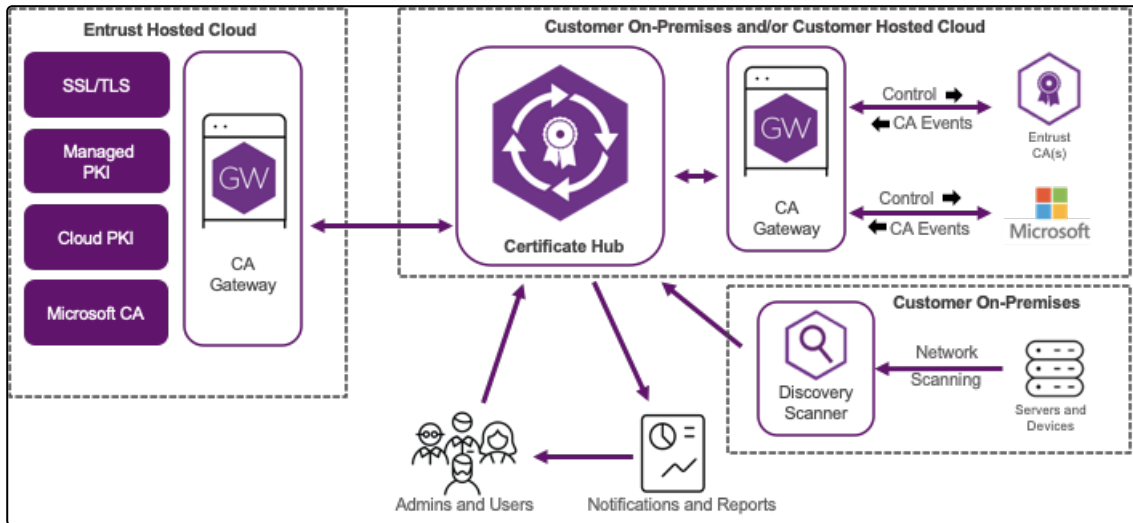 Entrust Hosted Cloud
SSL/TLS
Managed
PKI
Cloud PKI
Microsoft CA
GW
CA
Gateway
Customer On-Premises and/or Customer Hosted Cloud
Certificate Hub
GW
CA
Gateway
Control
CA Events
Entrust
CA(s)
Control
CA Events
Microsoft
Customer On-Premises
Discovery
Scanner
Network
Scanning
Servers and
Devices
Admins and Users
Notifications and Reports